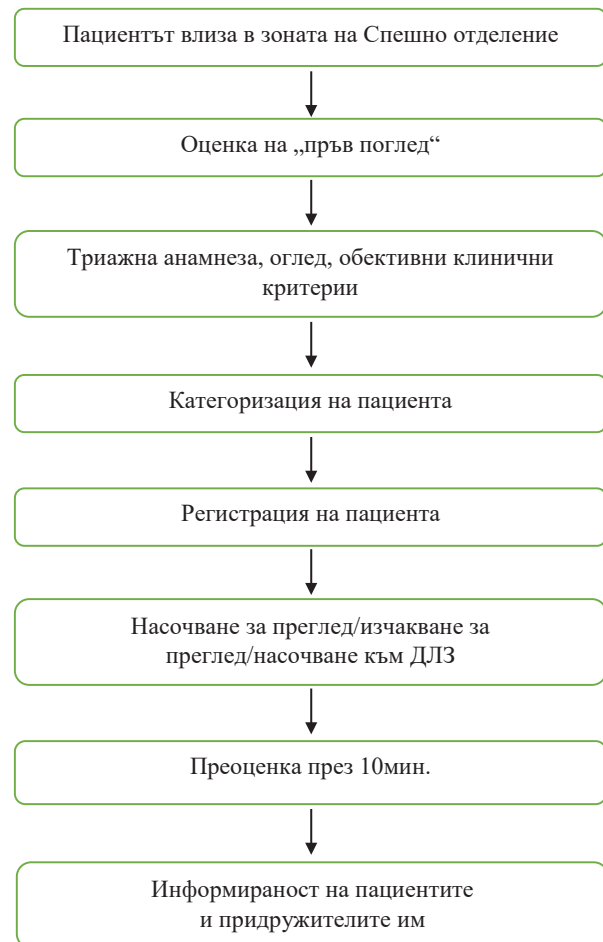 Пациентът влиза в зоната на Спешно отделение
Оценка на „пръв поглед“
Триажна анамнеза, оглед, обективни клинични
критерии
Категоризация на пациента
Регистрация на пациента
Насочване за преглед/изчакване за
преглед/насочване към ДЛЗ
Преоценка през 10мин.
Информираност на пациентите
и придружителите им